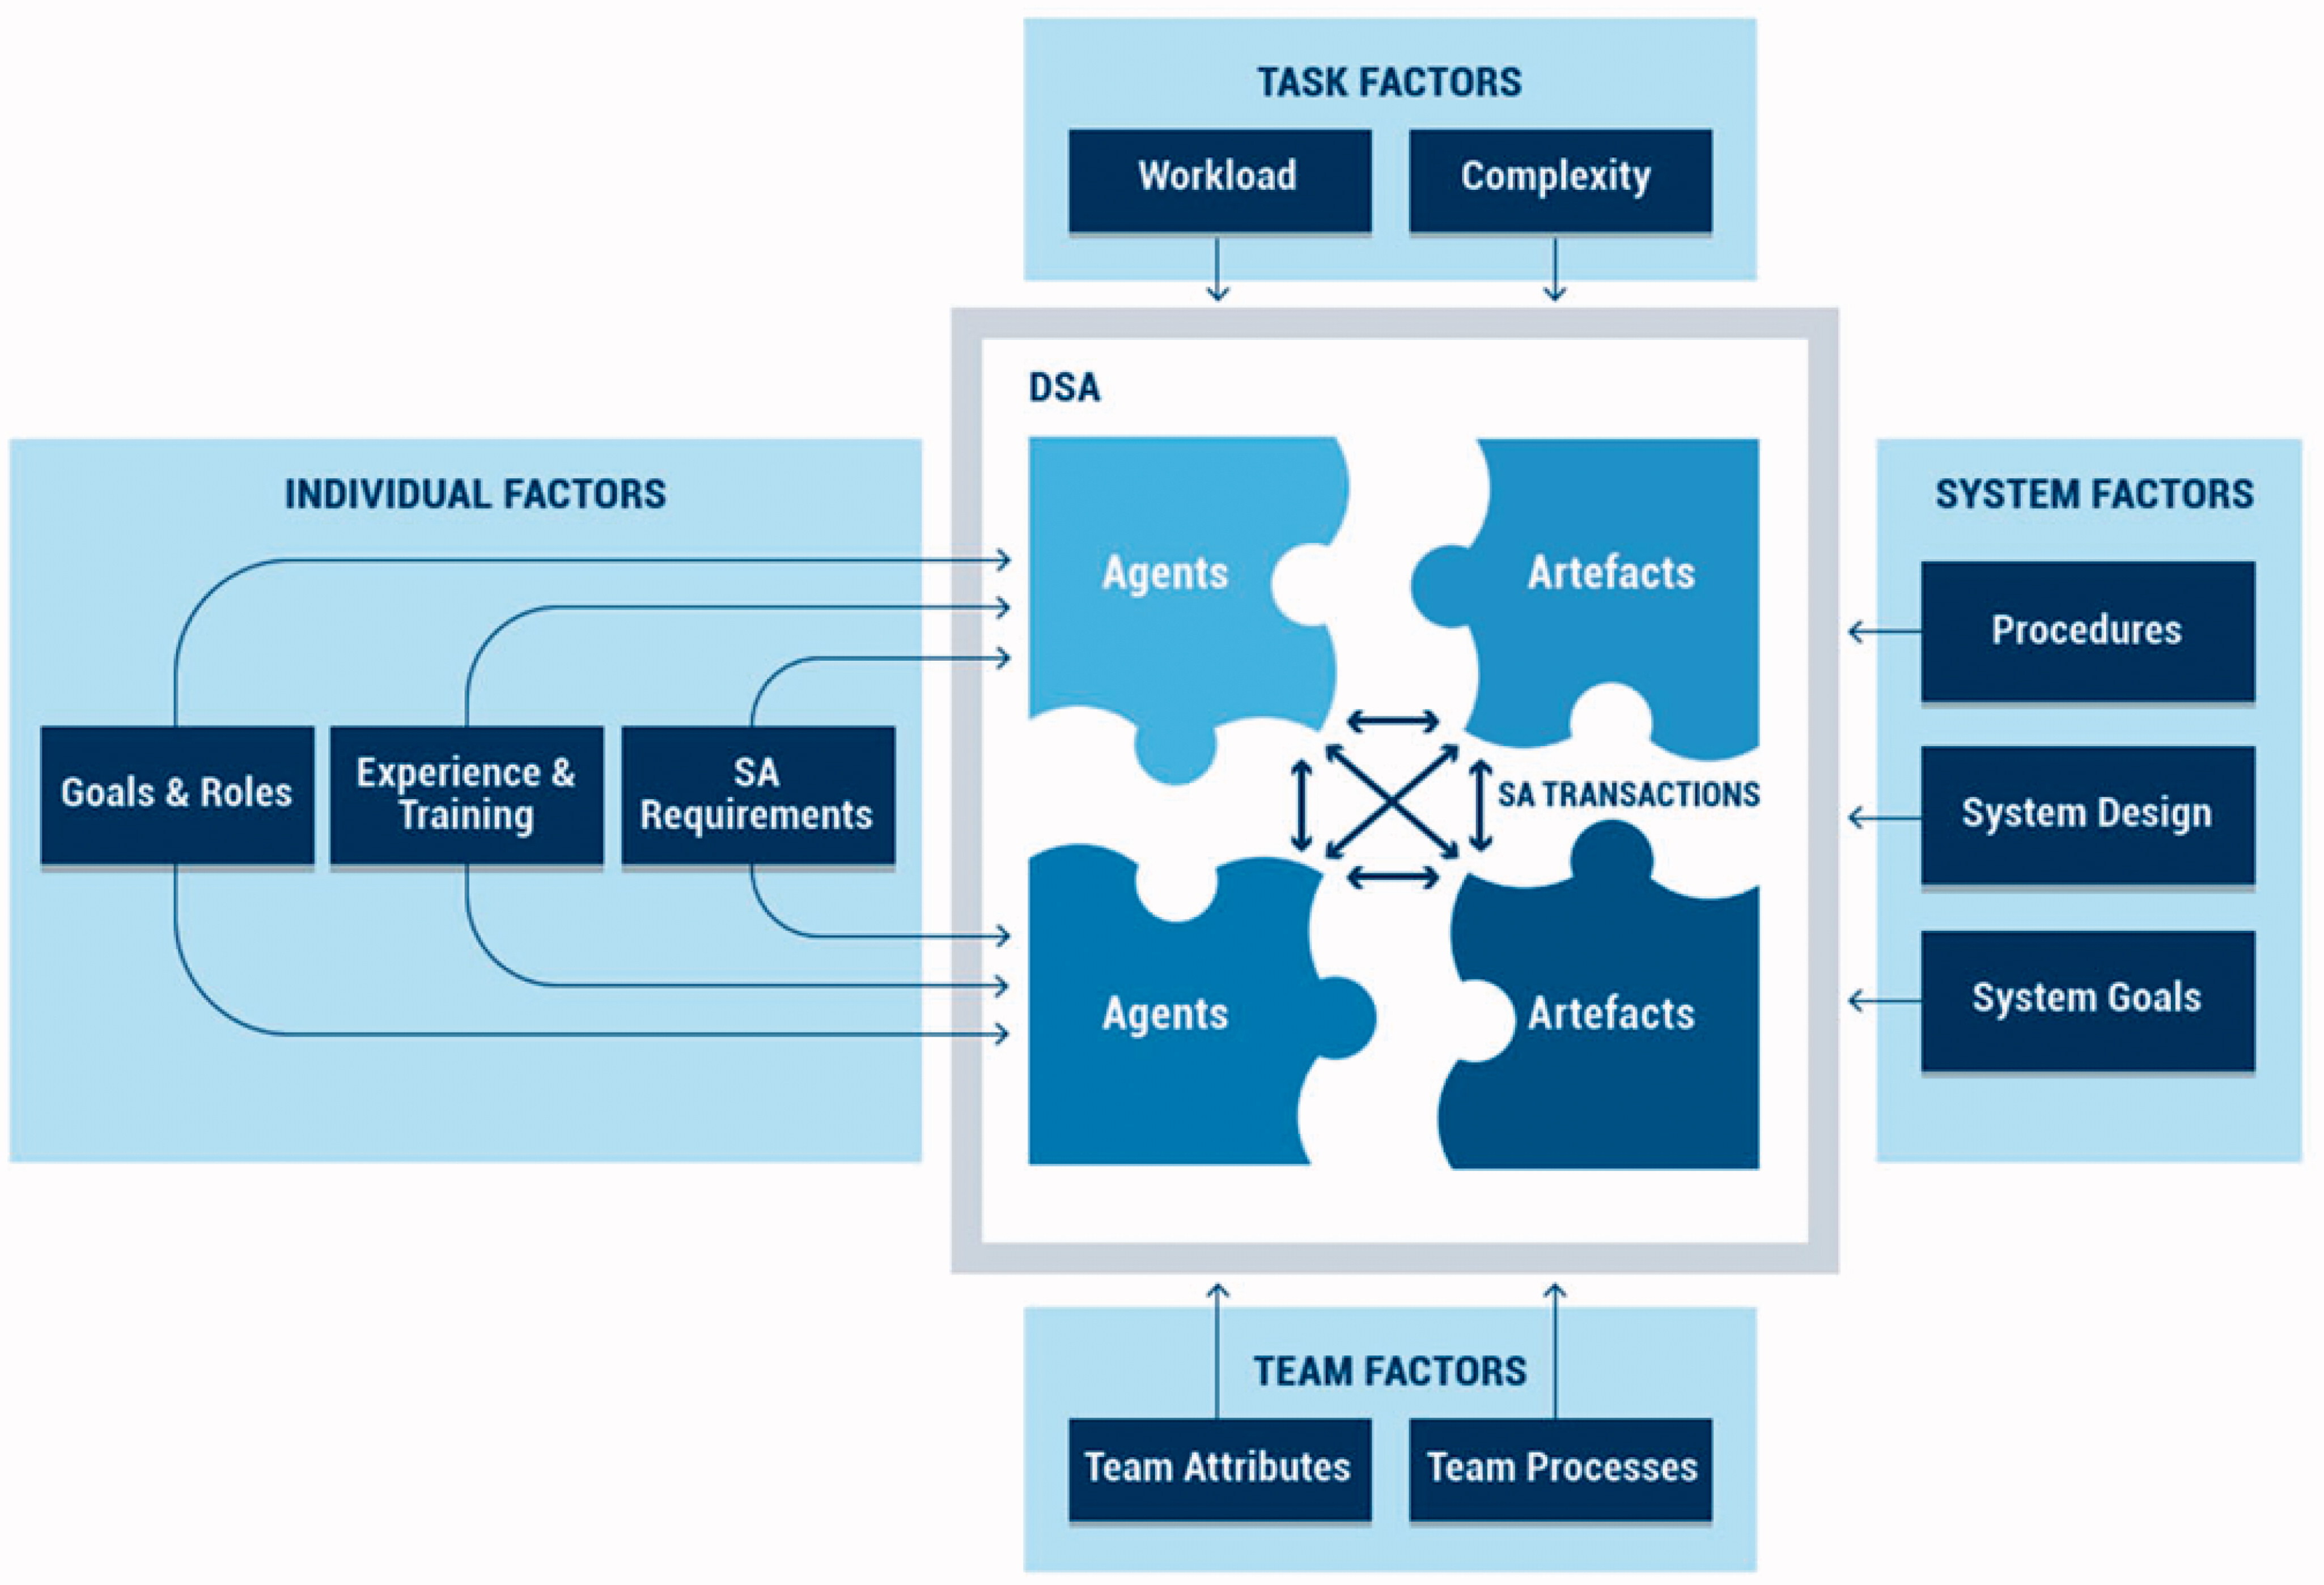 TASK FACTORS
Workload
Complexity
DSA
INDIVIDUAL FACTORS
Goals & Roles
Experience &
Training
SA
Requirements
Agents
Artefacts
SA TRANSACTIONS
Agents
Artefacts
SYSTEM FACTORS
Procedures
System Design
System Goals
TEAM FACTORS
Team Attributes
Team Processes